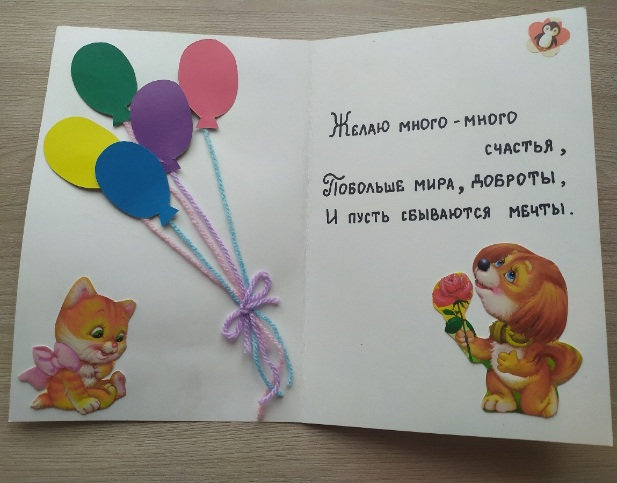 Желаю много-много
счастья,
Побольше мира, доброты,
И пусть сбываются мечты.